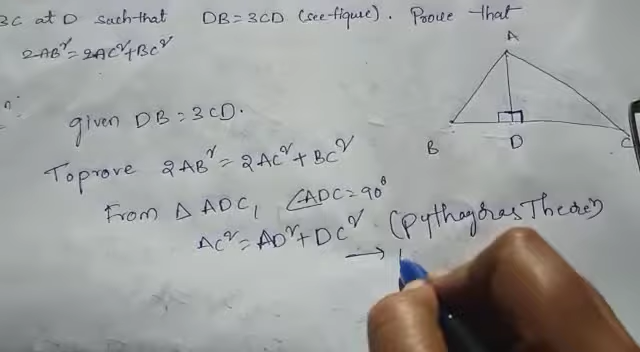 BC at D such that DB = 3CD (see figure). Prove that
2AB² = 2AC² + BC²
A
B
D
C
n:
given DB = 3CD.
To prove 2AB² = 2AC² + BC²
From △ ADC, ∠ADC = 90°
AC² = AD² + DC² (Pythagoras Theorem)
→